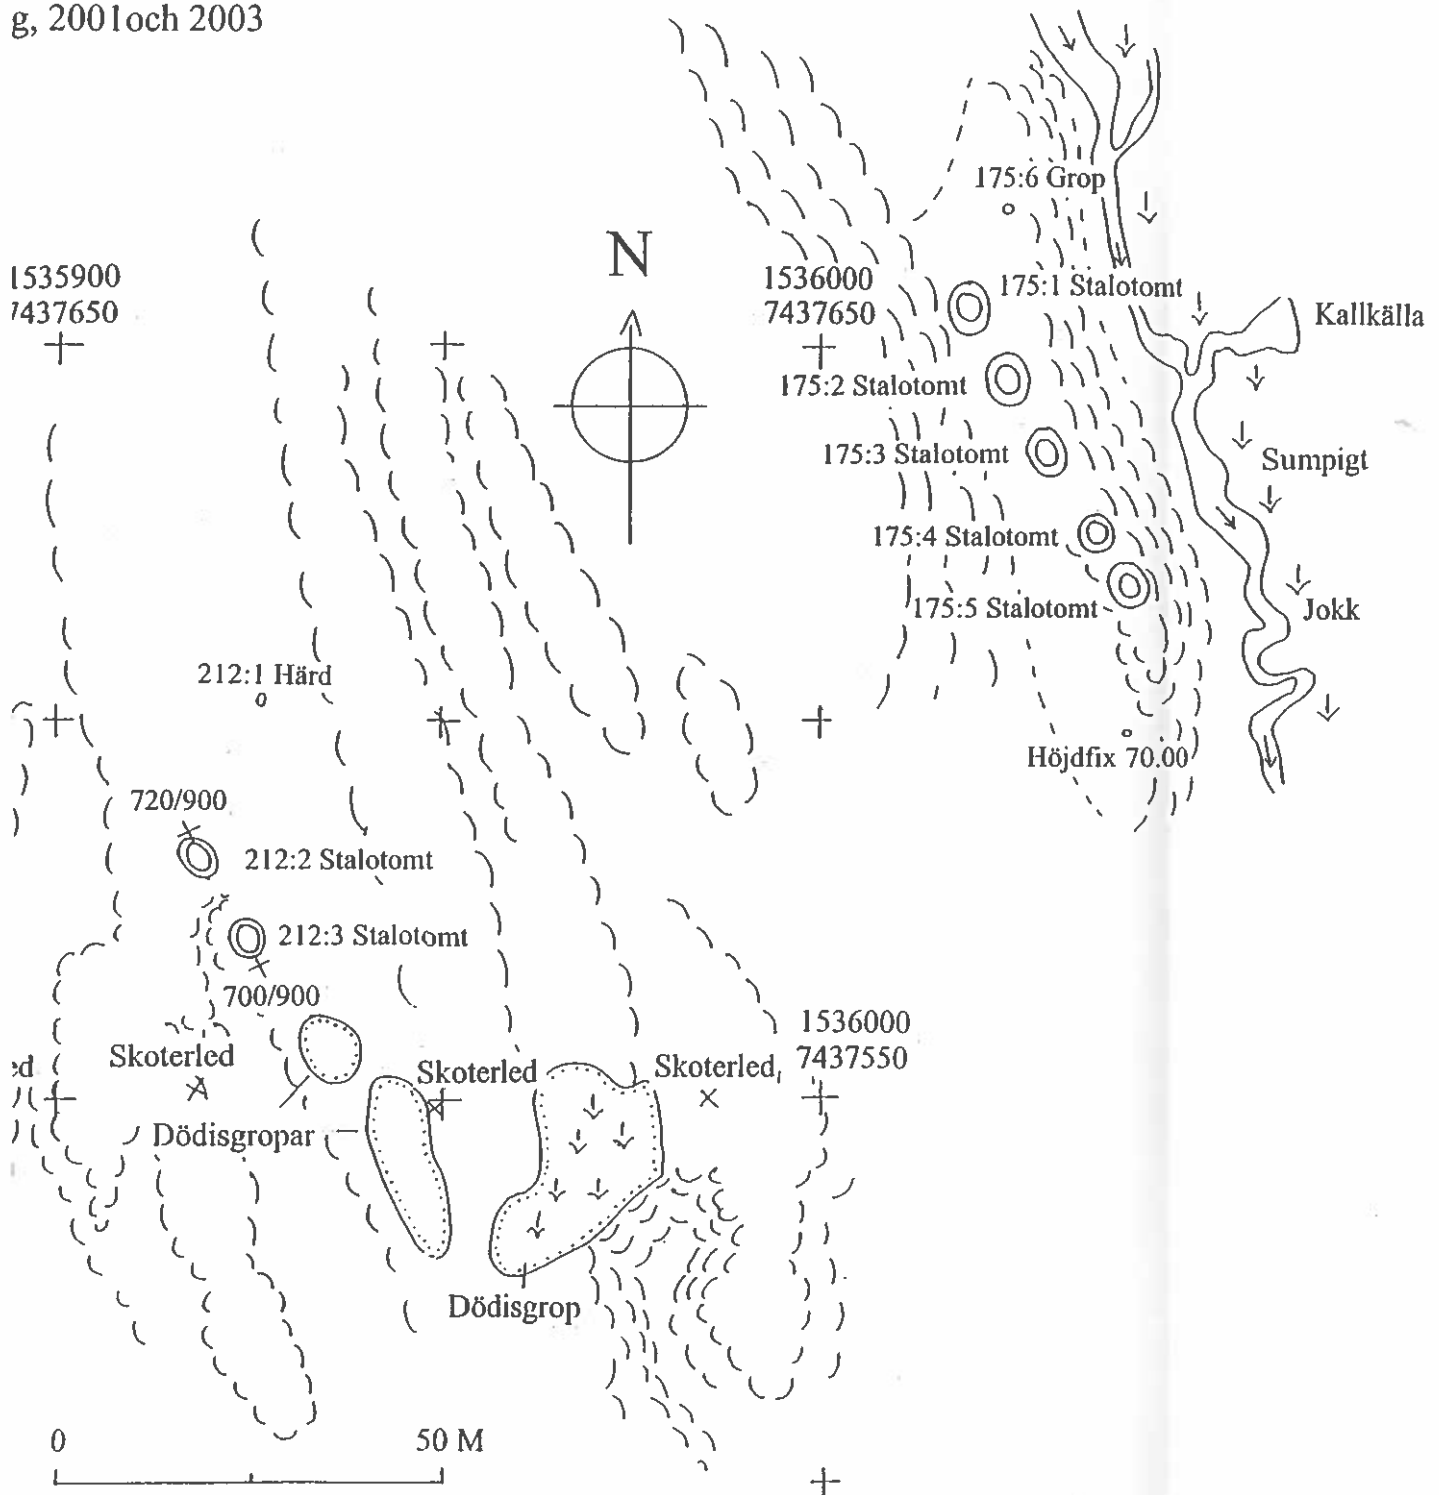 g, 2001och 2003
175:6 Grop
N
1535900
7437650
1536000
7437650
175:1 Stalotomt
Kallkälla
175:2 Stalotomt
175:3 Stalotomt
Sumpigt
175:4 Stalotomt
175:5 Stalotomt
Jokk
212:1 Härd
Höjdfix 70.00
720/900
212:2 Stalotomt
212:3 Stalotomt
700/900
1536000
7437550
ed
Skoterled
Skoterled
Skoterled
Dödisgropar
Dödisgrop
0
50 M